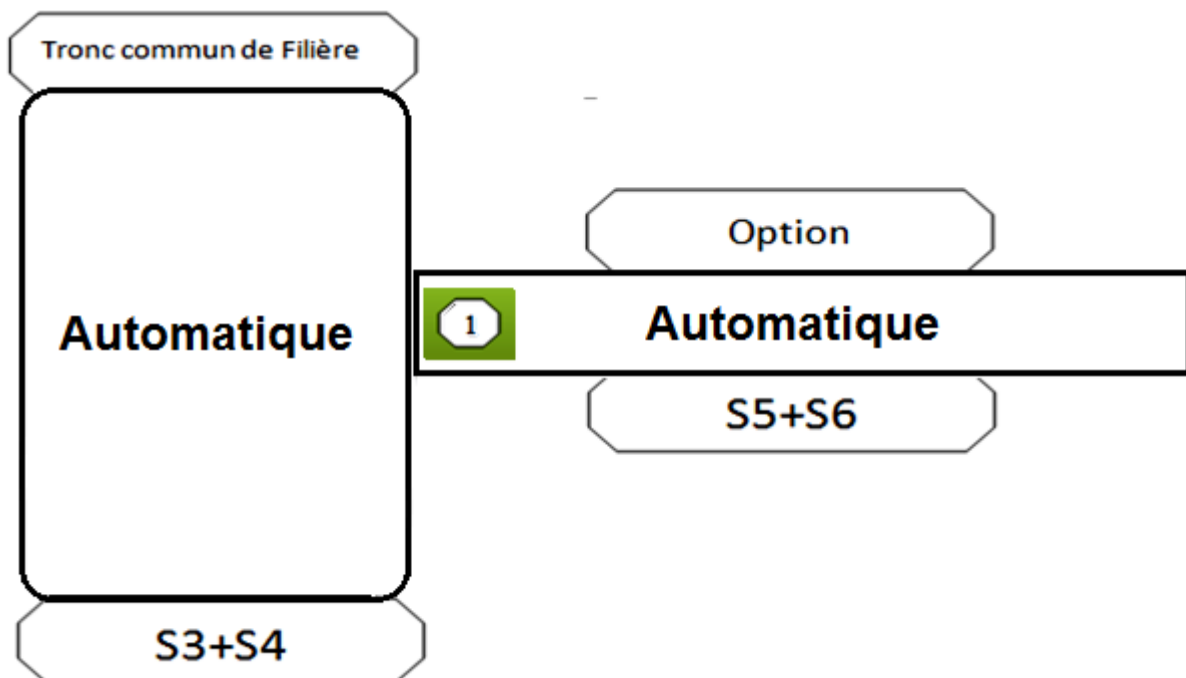 Tronc commun de Filière
Automatique
S3+S4
Option
1
Automatique
S5+S6